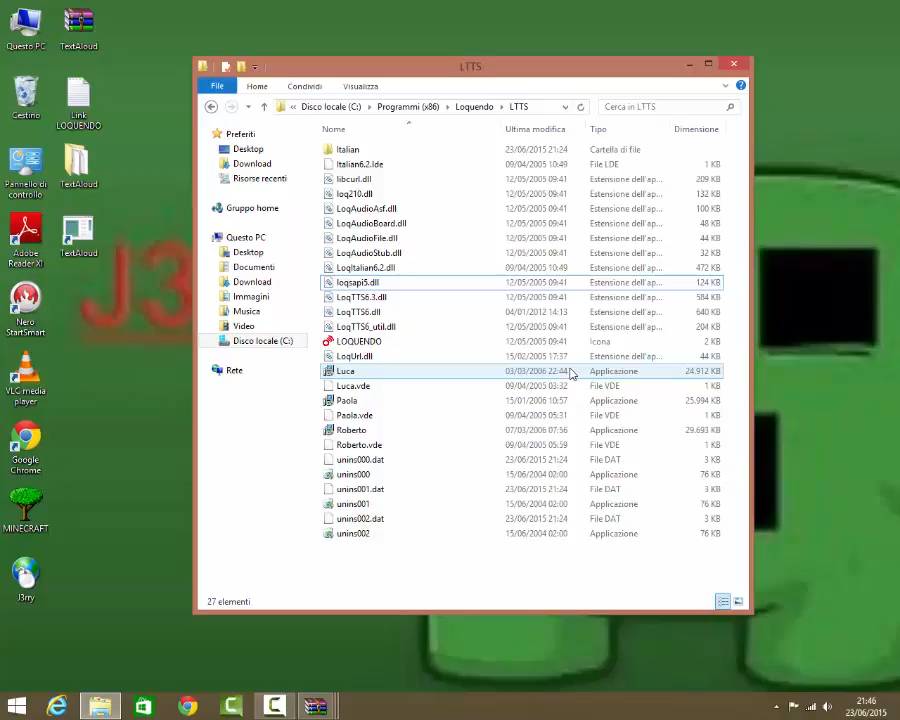 Questo PC
TextAloud
Cestino
Link
LOQUENDO
Pannello di
controllo
TextAloud
Adobe
Reader XI
TextAloud
Nero
StartSmart
VLC media
player
Google
Chrome
MINECRAFT
J3rry
J3
LTTS
File Home Condividi Visualizza
« Disco locale (C:) › Programmi (x86) › Loquendo › LTTS
Cerca in LTTS
Preferiti
Desktop
Download
Risorse recenti
Gruppo home
Questo PC
Desktop
Documenti
Download
Immagini
Musica
Video
Disco locale (C:)
Rete
Nome Ultima modifica Tipo Dimensione
Italian 23/06/2015 21:24 Cartella di file
Italian6.2.lde 09/04/2005 10:49 File LDE 1 KB
libcurl.dll 12/05/2005 09:41 Estensione dell'ap... 209 KB
loq210.dll 12/05/2005 09:41 Estensione dell'ap... 132 KB
LoqAudioAsf.dll 12/05/2005 09:41 Estensione dell'ap... 100 KB
LoqAudioBoard.dll 12/05/2005 09:41 Estensione dell'ap... 48 KB
LoqAudioFile.dll 12/05/2005 09:41 Estensione dell'ap... 44 KB
LoqAudioStub.dll 12/05/2005 09:41 Estensione dell'ap... 32 KB
LoqItalian6.2.dll 09/04/2005 10:49 Estensione dell'ap... 472 KB
loqsapi5.dll 12/05/2005 09:41 Estensione dell'ap... 124 KB
LoqTTS6.3.dll 12/05/2005 09:41 Estensione dell'ap... 584 KB
LoqTTS6.dll 04/01/2012 14:13 Estensione dell'ap... 640 KB
LoqTTS6_util.dll 12/05/2005 09:41 Estensione dell'ap... 204 KB
LOQUENDO 12/05/2005 09:41 Icona 2 KB
LoqUrl.dll 15/02/2005 17:37 Estensione dell'ap... 44 KB
Luca 03/03/2006 22:44 Applicazione 24.912 KB
Luca.vde 09/04/2005 03:32 File VDE 1 KB
Paola 15/01/2006 10:57 Applicazione 25.994 KB
Paola.vde 09/04/2005 05:31 File VDE 1 KB
Roberto 07/03/2006 07:56 Applicazione 29.693 KB
Roberto.vde 09/04/2005 05:59 File VDE 1 KB
unins000.dat 23/06/2015 21:24 File DAT 3 KB
unins000 15/06/2004 02:00 Applicazione 76 KB
unins001.dat 23/06/2015 21:24 File DAT 3 KB
unins001 15/06/2004 02:00 Applicazione 76 KB
unins002.dat 23/06/2015 21:24 File DAT 3 KB
unins002 15/06/2004 02:00 Applicazione 76 KB
27 elementi
21:46
23/06/2015